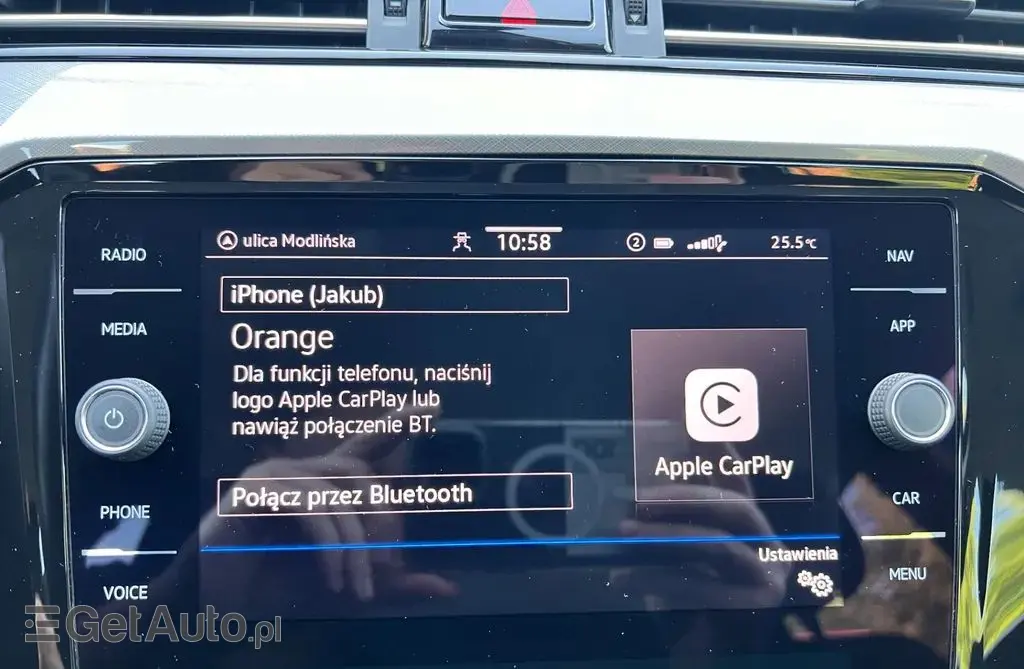 RADIO
MEDIA
PHONE
VOICE
ulica Modlińska
10:58
2
25.5°C
iPhone (Jakub)
Orange
Dla funkcji telefonu, naciśnij
logo Apple CarPlay lub
nawiąż połączenie BT.
Połącz przez Bluetooth
Apple CarPlay
Ustawienia
NAV
APP
CAR
MENU
GetAuto.pl